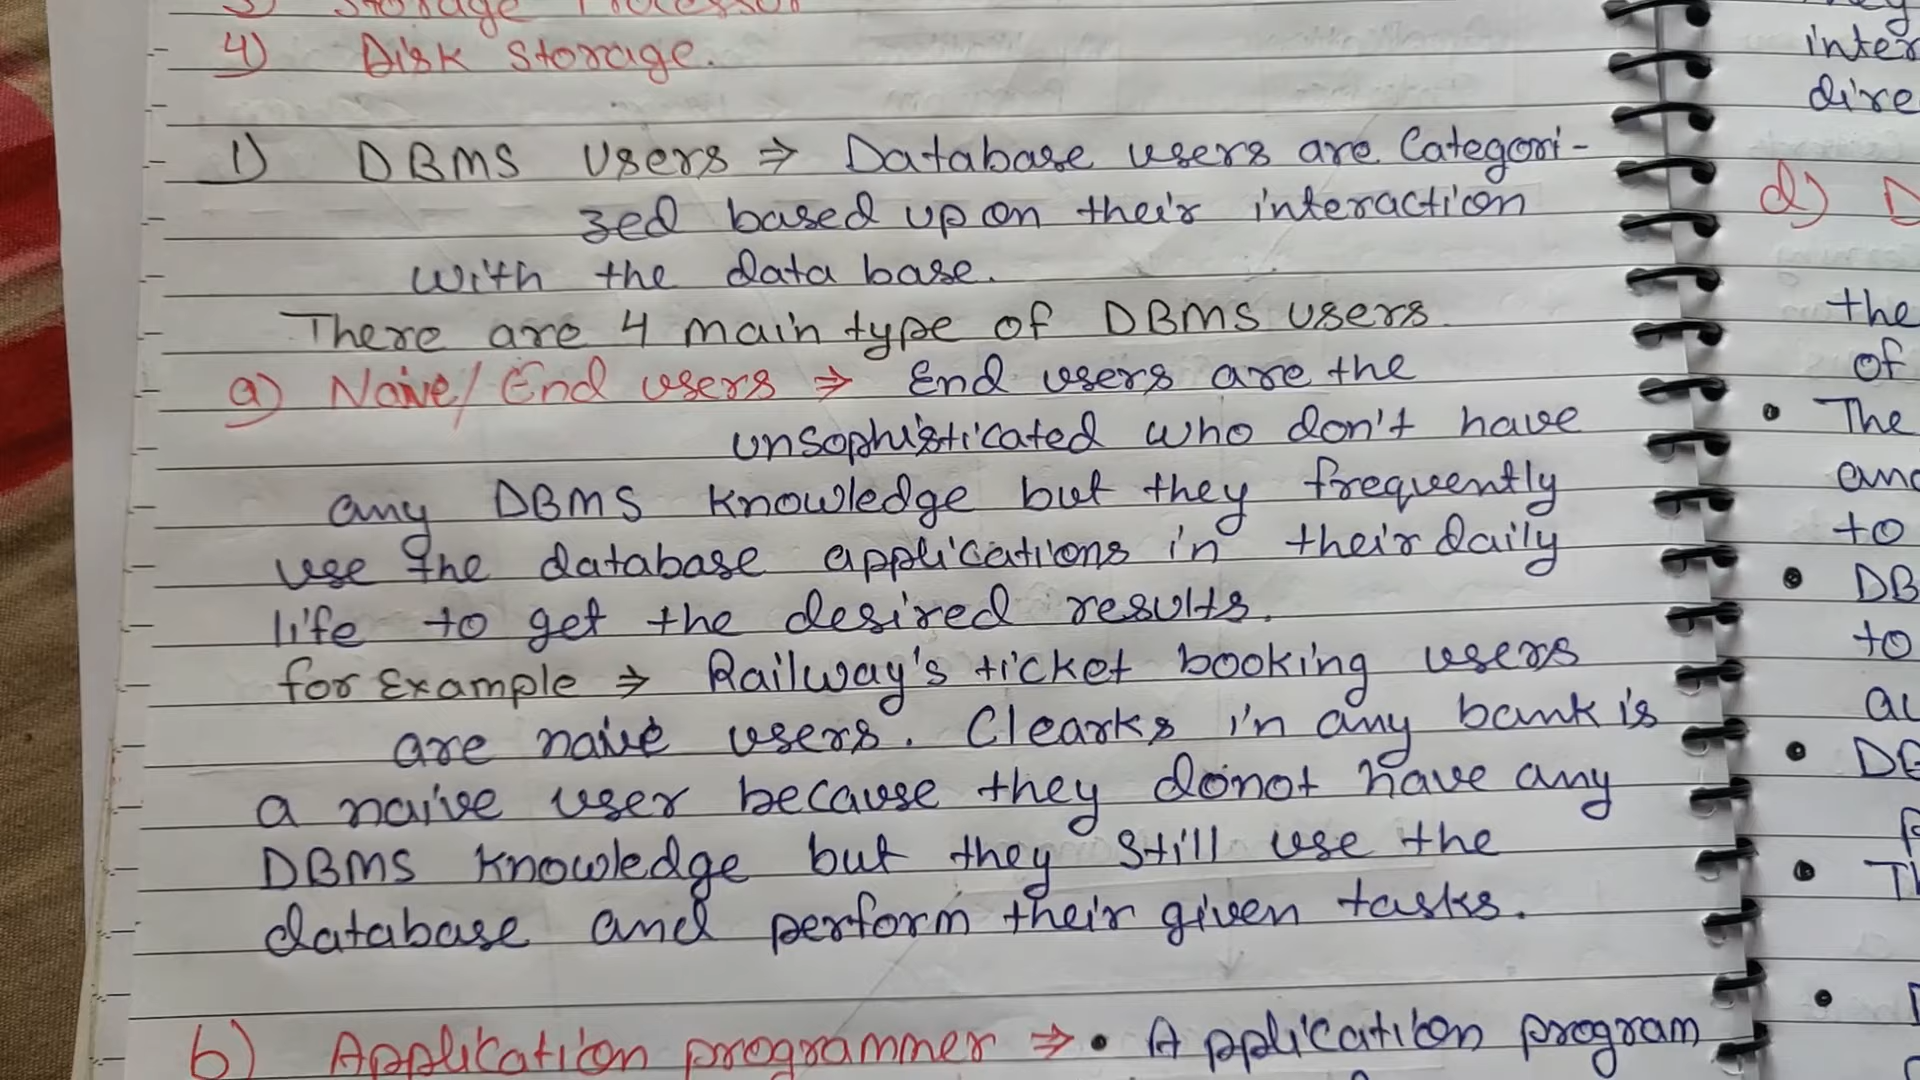 3) Storage Processor
4) Disk Storage.
1) DBMS Users ⇒ Database users are Categori-
zed based upon their interaction
with the data base.
There are 4 main type of DBMS users.
a) Naive/End users ⇒ End users are the
unsophisticated who don't have
any DBMS knowledge but they frequently
use the database applications in their daily
life to get the desired results.
for Example ⇒ Railway's ticket booking users
are naive users. Clearks in any bank is
a naive user because they donot have any
DBMS knowledge but they still use the
database and perform their given tasks.
b) Application programmer ⇒ • Application program
inter
dire
d) D
the
of
• The
and
to
• DB
to
• DB